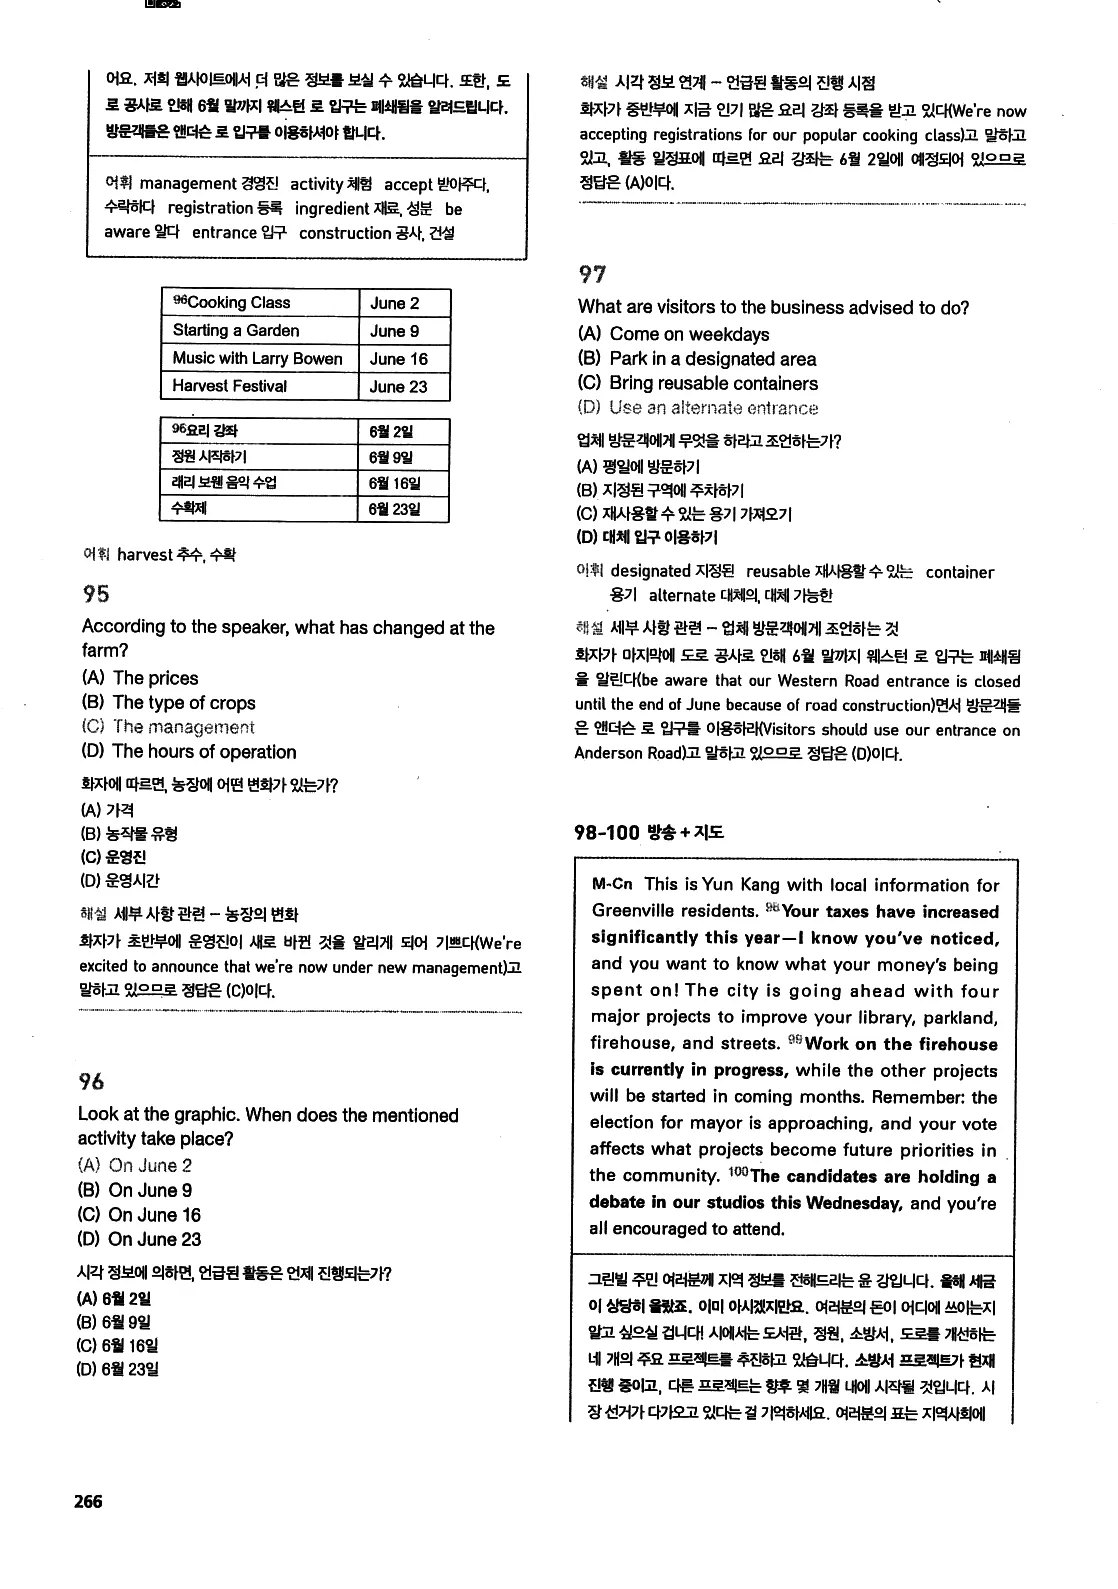 어요. 저희 웹사이트에서 더 많은 정보를 보실 수 있습니다. 또한, 도
로 공사로 인해 6월 말까지 웨스턴 로 입구는 폐쇄됨을 알려드립니다.
방문객들은 앤더슨 로 입구를 이용하셔야 합니다.
어휘 management 경영진 activity 체험 accept 받아주다,
수락하다 registration 등록 ingredient 재료, 성분 be
aware 알다 entrance 입구 construction 공사, 건설
96Cooking Class June 2
Starting a Garden June 9
Music with Larry Bowen June 16
Harvest Festival June 23
96요리 강좌 6월 2일
정원 시작하기 6월 9일
래리 보웬 음악 수업 6월 16일
수확제 6월 23일
어휘 harvest 추수, 수확
95
According to the speaker, what has changed at the
farm?
(A) The prices
(B) The type of crops
(C) The management
(D) The hours of operation
화자에 따르면, 농장에 어떤 변화가 있는가?
(A) 가격
(B) 농작물 유형
(C) 운영진
(D) 운영시간
해설 세부 사항 관련 – 농장의 변화
화자가 초반부에 운영진이 새로 바뀐 것을 알리게 되어 기쁘다(We're
excited to announce that we're now under new management)고
말하고 있으므로 정답은 (C)이다.
96
Look at the graphic. When does the mentioned
activity take place?
(A) On June 2
(B) On June 9
(C) On June 16
(D) On June 23
시각 정보에 의하면, 언급된 활동은 언제 진행되는가?
(A) 6월 2일
(B) 6월 9일
(C) 6월 16일
(D) 6월 23일
266
해설 시각 정보 연계 – 언급된 활동의 진행 시점
화자가 중반부에 지금 인기 많은 요리 강좌 등록을 받고 있다(We're now
accepting registrations for our popular cooking class)고 말하고
있고, 활동 일정표에 따르면 요리 강좌는 6월 2일에 예정되어 있으므로
정답은 (A)이다.
97
What are visitors to the business advised to do?
(A) Come on weekdays
(B) Park in a designated area
(C) Bring reusable containers
(D) Use an alternate entrance
업체 방문객에게 무엇을 하라고 조언하는가?
(A) 평일에 방문하기
(B) 지정된 구역에 주차하기
(C) 재사용할 수 있는 용기 가져오기
(D) 대체 입구 이용하기
어휘 designated 지정된 reusable 재사용할 수 있는 container
용기 alternate 대체의, 대체 가능한
해설 세부 사항 관련 – 업체 방문객에게 조언하는 것
화자가 마지막에 도로 공사로 인해 6월 말까지 웨스턴 로 입구는 폐쇄됨
을 알린다(be aware that our Western Road entrance is closed
until the end of June because of road construction)면서 방문객들
은 앤더슨 로 입구를 이용하라(Visitors should use our entrance on
Anderson Road)고 말하고 있으므로 정답은 (D)이다.
98-100 방송 + 지도
M-Cn This is Yun Kang with local information for
Greenville residents. 98Your taxes have increased
significantly this year—I know you've noticed,
and you want to know what your money's being
spent on! The city is going ahead with four
major projects to improve your library, parkland,
firehouse, and streets. 99Work on the firehouse
is currently in progress, while the other projects
will be started in coming months. Remember: the
election for mayor is approaching, and your vote
affects what projects become future priorities in
the community. 100The candidates are holding a
debate in our studios this Wednesday, and you're
all encouraged to attend.
그린빌 주민 여러분께 지역 정보를 전해드리는 윤 강입니다. 올해 세금
이 상당히 올랐죠. 이미 아시겠지만요. 여러분의 돈이 어디에 쓰이는지
알고 싶으실 겁니다! 시에서는 도서관, 정원, 소방서, 도로를 개선하는
네 개의 주요 프로젝트를 추진하고 있습니다. 소방서 프로젝트가 현재
진행 중이고, 다른 프로젝트는 향후 몇 개월 내에 시작될 것입니다. 시
장 선거가 다가오고 있다는 걸 기억하세요. 여러분의 표는 지역사회에